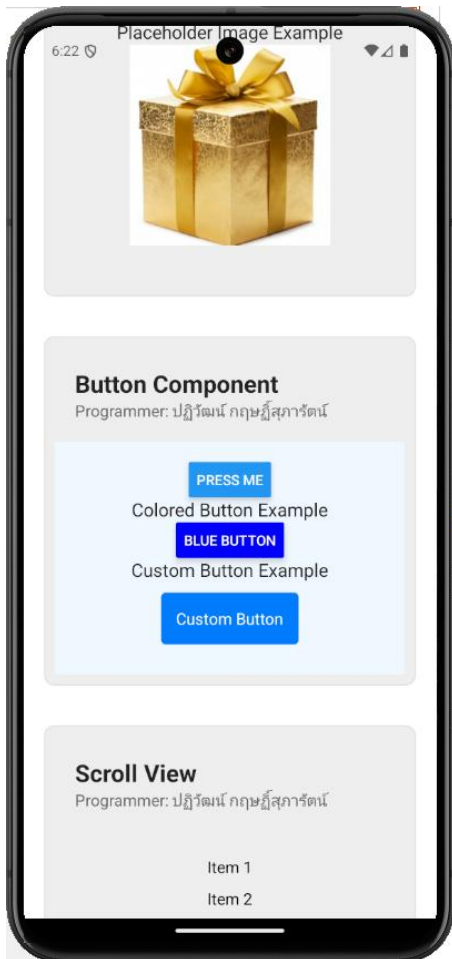 Placeholder Image Example
6:22
Button Component
Programmer: ปฏิวัฒน์ กฤษฏิ์สุภารัตน์
PRESS ME
Colored Button Example
BLUE BUTTON
Custom Button Example
Custom Button
Scroll View
Programmer: ปฏิวัฒน์ กฤษฏิ์สุภารัตน์
Item 1
Item 2